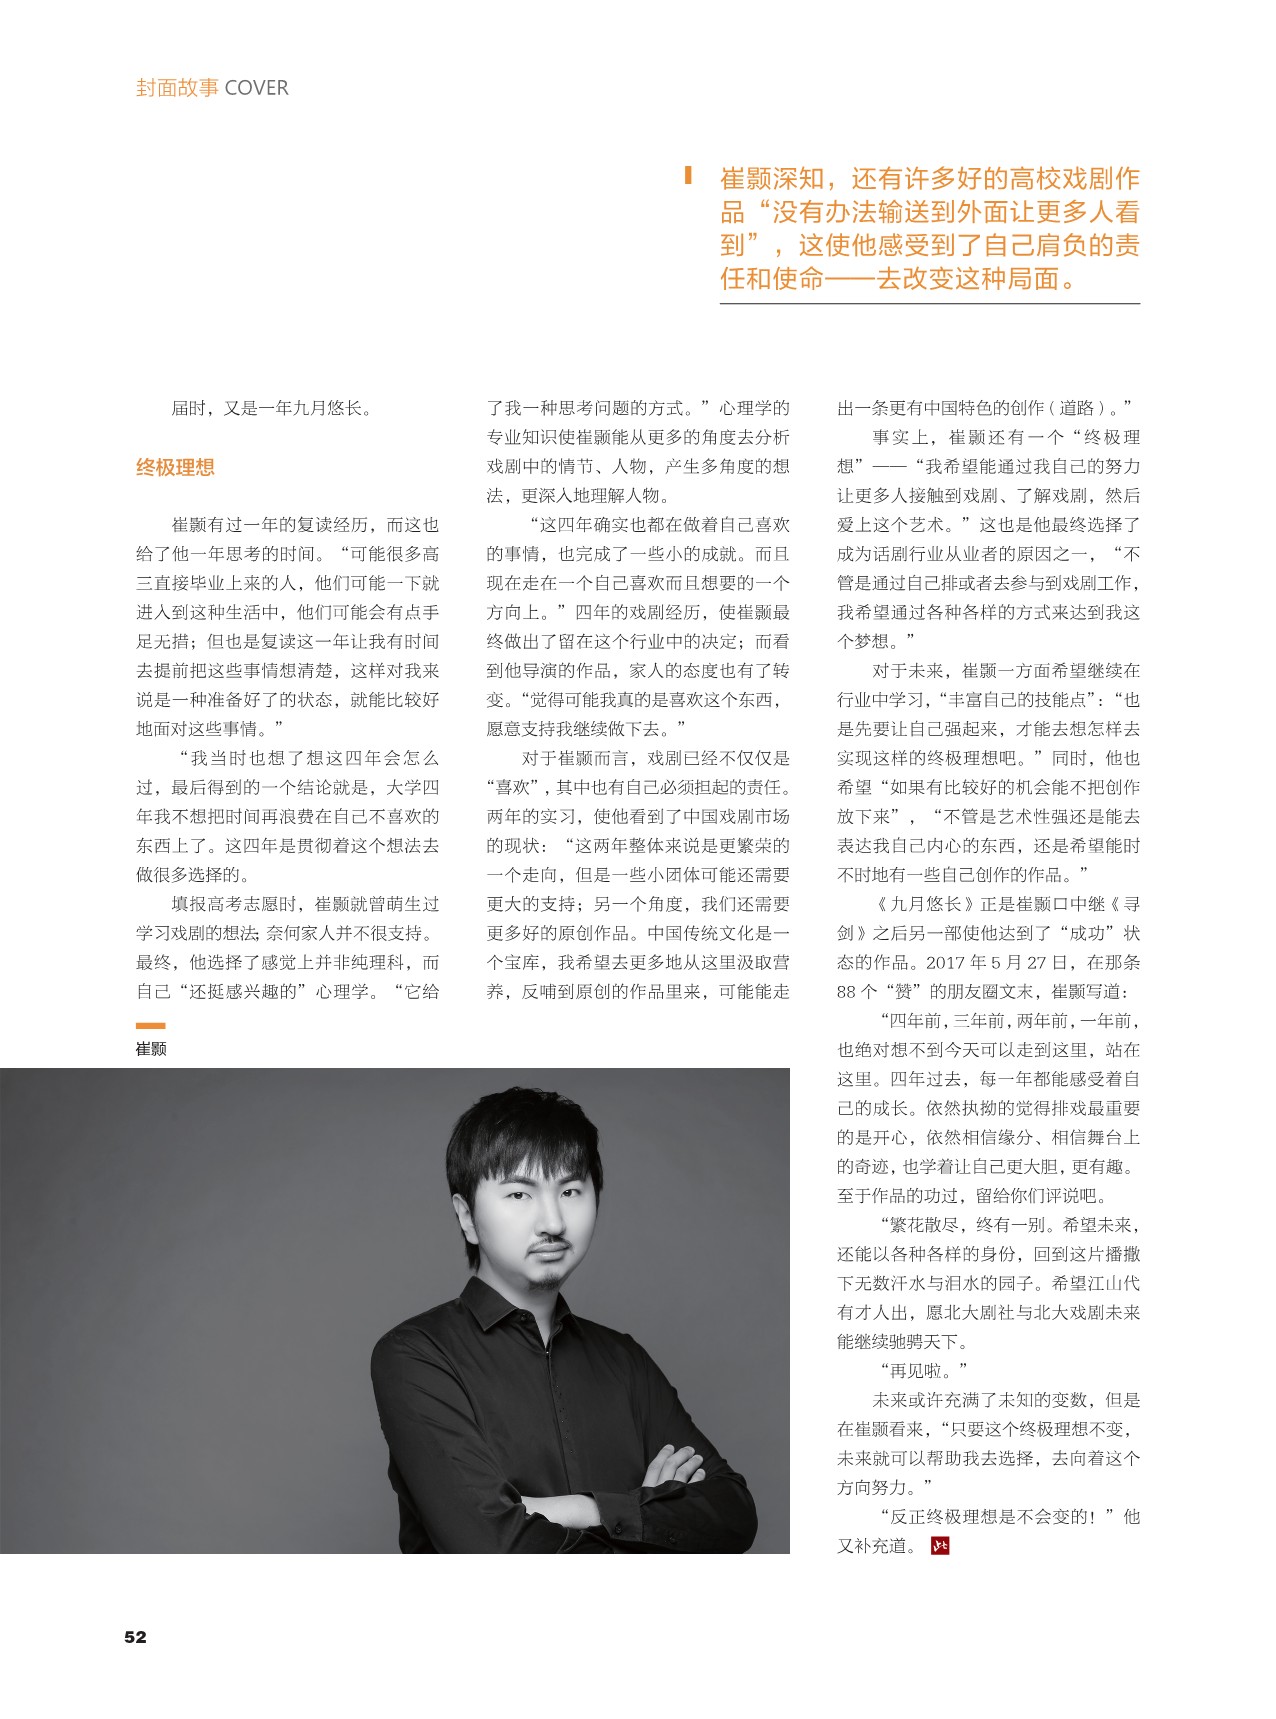 封面故事 COVER
崔颢深知，还有许多好的高校戏剧作
品“没有办法输送到外面让更多人看
到”，这使他感受到了自己肩负的责
任和使命——去改变这种局面。
届时，又是一年九月悠长。
终极理想
崔颢有过一年的复读经历，而这也
给了他一年思考的时间。“可能很多高
三直接毕业上来的人，他们可能一下就
进入到这种生活中，他们可能会有点手
足无措；但也是复读这一年让我有时间
去提前把这些事情想清楚，这样对我来
说是一种准备好了的状态，就能比较好
地面对这些事情。”
“我当时也想了想这四年会怎么
过，最后得到的一个结论就是，大学四
年我不想把时间再浪费在自己不喜欢的
东西上了。这四年是贯彻着这个想法去
做很多选择的。
填报高考志愿时，崔颢就曾萌生过
学习戏剧的想法，奈何家人并不很支持。
最终，他选择了感觉上并非纯理科，而
自己“还挺感兴趣的”心理学。“它给
了我一种思考问题的方式。”心理学的
专业知识使崔颢能从更多的角度去分析
戏剧中的情节、人物，产生多角度的想
法，更深入地理解人物。
“这四年确实也都在做着自己喜欢
的事情，也完成了一些小的成就。而且
现在走在一个自己喜欢而且想要的一个
方向上。”四年的戏剧经历，使崔颢最
终做出了留在这个行业中的决定；而看
到他导演的作品，家人的态度也有了转
变。“觉得可能我真的是喜欢这个东西，
愿意支持我继续做下去。”
对于崔颢而言，戏剧已经不仅仅是
“喜欢”，其中也有自己必须担起的责任。
两年的实习，使他看到了中国戏剧市场
的现状：“这两年整体来说是更繁荣的
一个走向，但是一些小团体可能还需要
更大的支持；另一个角度，我们还需要
更多好的原创作品。中国传统文化是一
个宝库，我希望去更多地从这里汲取营
养，反哺到原创的作品里来，可能能走
出一条更有中国特色的创作（道路）。”
事实上，崔颢还有一个“终极理
想”——“我希望能通过我自己的努力
让更多人接触到戏剧、了解戏剧，然后
爱上这个艺术。”这也是他最终选择了
成为话剧行业从业者的原因之一，“不
管是通过自己排或者去参与到戏剧工作，
我希望通过各种各样的方式来达到我这
个梦想。”
对于未来，崔颢一方面希望继续在
行业中学习，“丰富自己的技能点”：“也
是先要让自己强起来，才能去想怎样去
实现这样的终极理想吧。”同时，他也
希望“如果有比较好的机会能不把创作
放下来”，“不管是艺术性强还是能去
表达我自己内心的东西，还是希望能时
不时地有一些自己创作的作品。”
《九月悠长》正是崔颢口中继《寻
剑》之后另一部使他达到了“成功”状
态的作品。2017 年 5 月 27 日，在那条
88 个“赞”的朋友圈文末，崔颢写道：
“四年前，三年前，两年前，一年前，
也绝对想不到今天可以走到这里，站在
这里。四年过去，每一年都能感受着自
己的成长。依然执拗的觉得排戏最重要
的是开心，依然相信缘分、相信舞台上
的奇迹，也学着让自己更大胆，更有趣。
至于作品的功过，留给你们评说吧。
“繁花散尽，终有一别。希望未来，
还能以各种各样的身份，回到这片播撒
下无数汗水与泪水的园子。希望江山代
有才人出，愿北大剧社与北大戏剧未来
能继续驰骋天下。
“再见啦。”
未来或许充满了未知的变数，但是
在崔颢看来，“只要这个终极理想不变，
未来就可以帮助我去选择，去向着这个
方向努力。”
“反正终极理想是不会变的！”他
又补充道。
崔颢
52